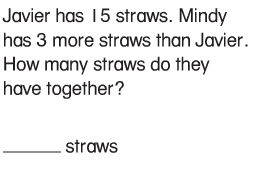 Javier has 15 straws. Mindy
has 3 more straws than Javier.
How many straws do they
have together?
______ straws